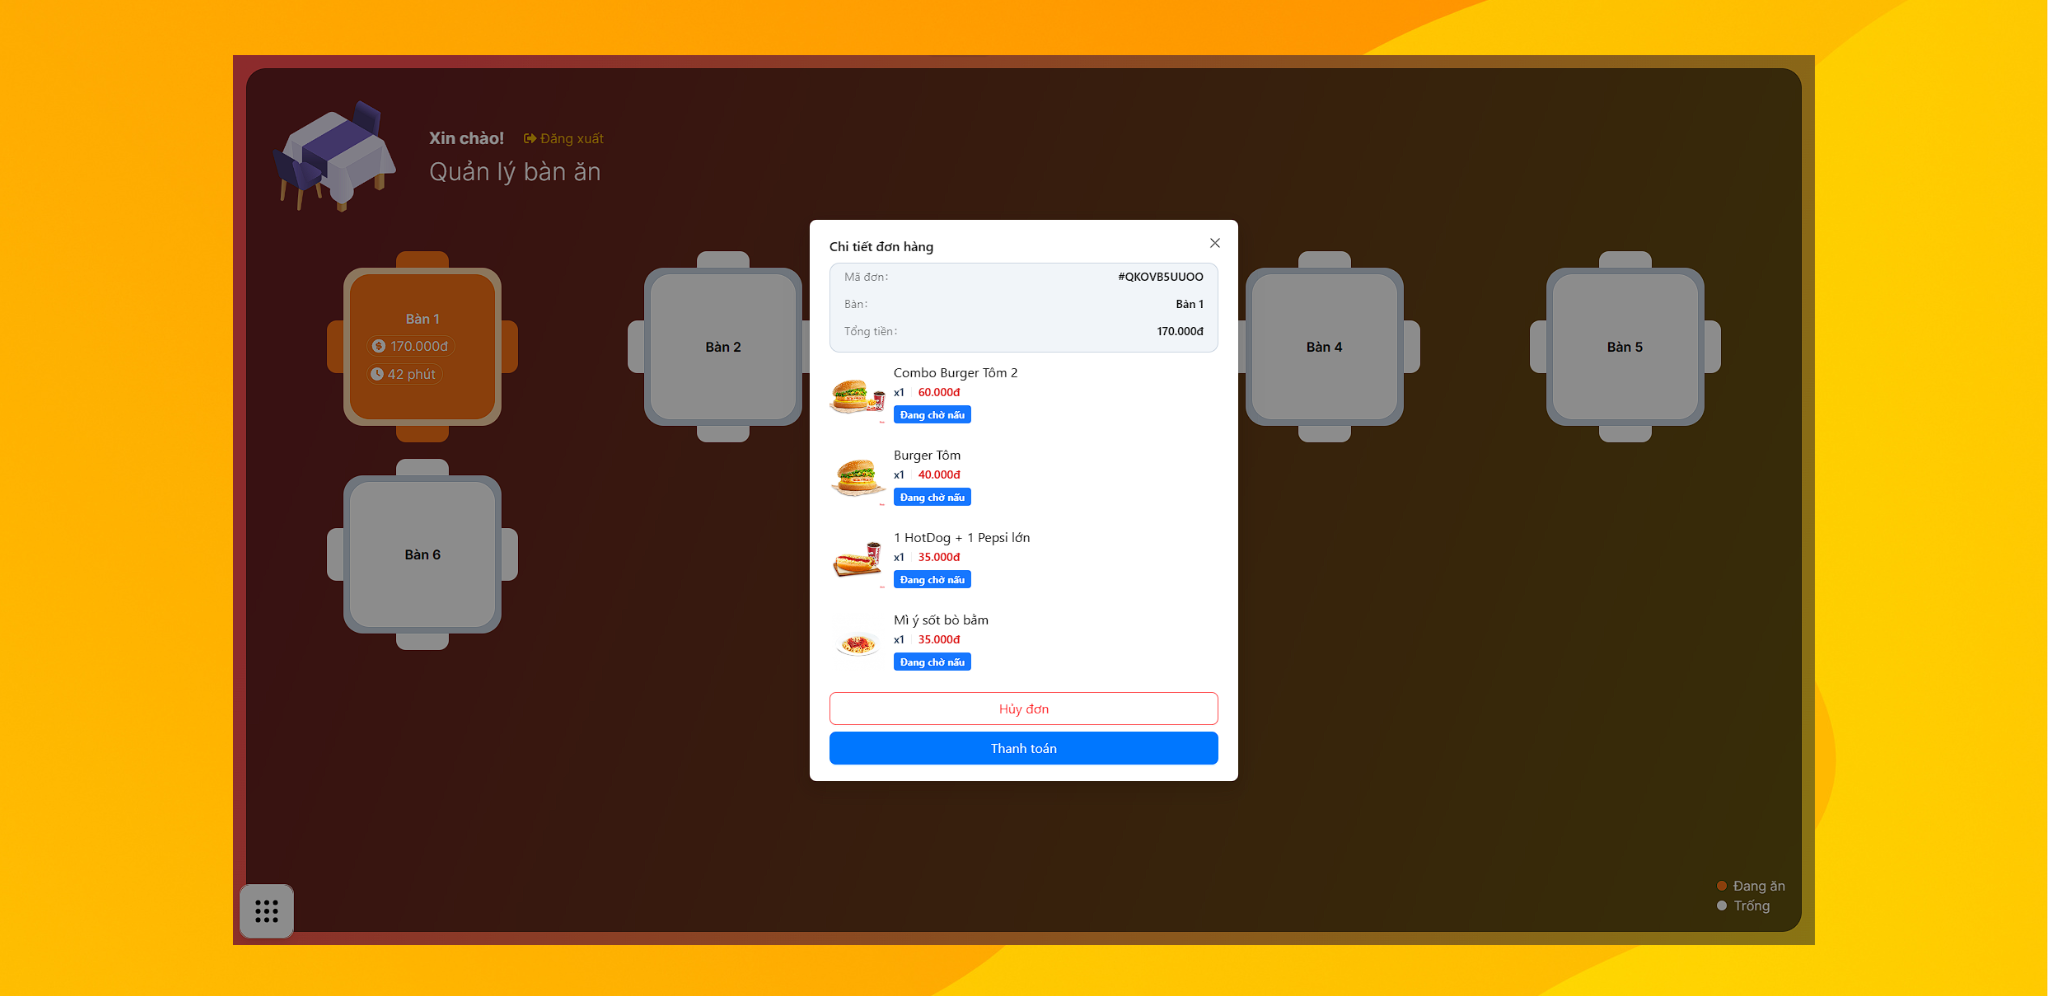 Xin chào! Đăng xuất
Quản lý bàn ăn
Bàn 1
170.000đ
42 phút
Bàn 2
Bàn 4
Bàn 5
Bàn 6
Chi tiết đơn hàng
Mã đơn: #QKOVB5UUOO
Bàn: Bàn 1
Tổng tiền: 170.000đ
Combo Burger Tôm 2
x1 60.000đ
Đang chờ nấu
Burger Tôm
x1 40.000đ
Đang chờ nấu
1 HotDog + 1 Pepsi lớn
x1 35.000đ
Đang chờ nấu
Mì ý sốt bò bằm
x1 35.000đ
Đang chờ nấu
Hủy đơn
Thanh toán
Đang ăn
Trống